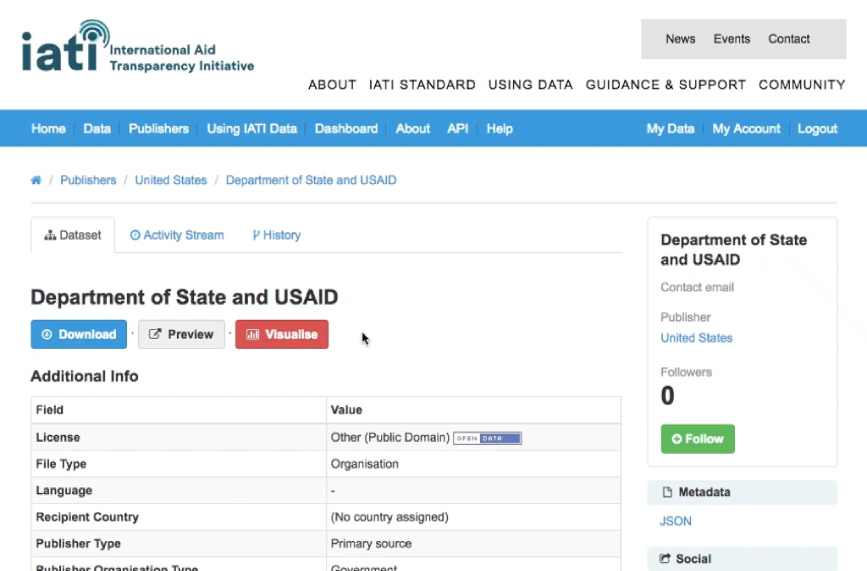 iati International Aid
Transparency Initiative
News Events Contact
ABOUT IATI STANDARD USING DATA GUIDANCE & SUPPORT COMMUNITY
Home Data Publishers Using IATI Data Dashboard About API Help My Data My Account Logout
/ Publishers / United States / Department of State and USAID
Dataset Activity Stream History
Department of State and USAID
Download · Preview · Visualise
Additional Info
Field Value
License Other (Public Domain) OPEN DATA
File Type Organisation
Language -
Recipient Country (No country assigned)
Publisher Type Primary source
Publisher Organisation Type Government
Department of State
and USAID
Contact email
Publisher
United States
Followers
0
Follow
Metadata
JSON
Social